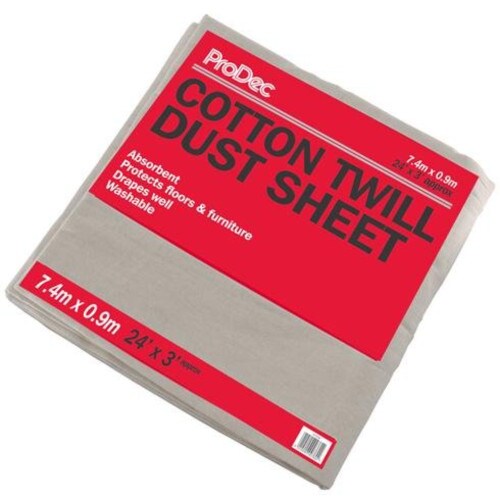 ProDec
COTTON TWILL
DUST SHEET
7.4m x 0.9m
24' x 3' approx
Absorbent
Protects floors & furniture
Drapes well
Washable
7.4m x 0.9m 24' x 3' approx